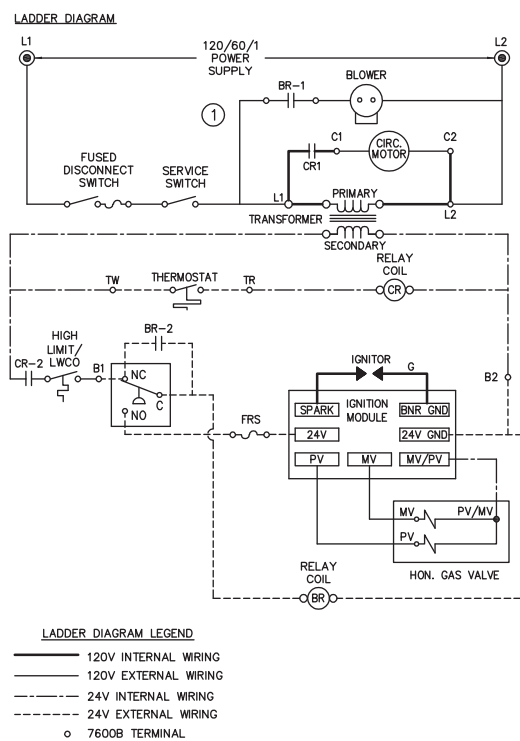 LADDER DIAGRAM
L1
L2
120/60/1
POWER
SUPPLY
BLOWER
BR-1
1
C1
CIRC.
MOTOR
C2
CR1
FUSED
DISCONNECT
SWITCH
SERVICE
SWITCH
L1
PRIMARY
L2
TRANSFORMER
SECONDARY
RELAY
COIL
TW
THERMOSTAT
TR
CR
BR-2
HIGH
LIMIT/
LWCO
CR-2
B1
NC
C
NO
IGNITOR
G
B2
SPARK
IGNITION
MODULE
BNR GND
FRS
24V
24V GND
PV
MV
MV/PV
MV
PV/MV
PV
HON. GAS VALVE
RELAY
COIL
BR
LADDER DIAGRAM LEGEND
120V INTERNAL WIRING
120V EXTERNAL WIRING
24V INTERNAL WIRING
24V EXTERNAL WIRING
7600B TERMINAL